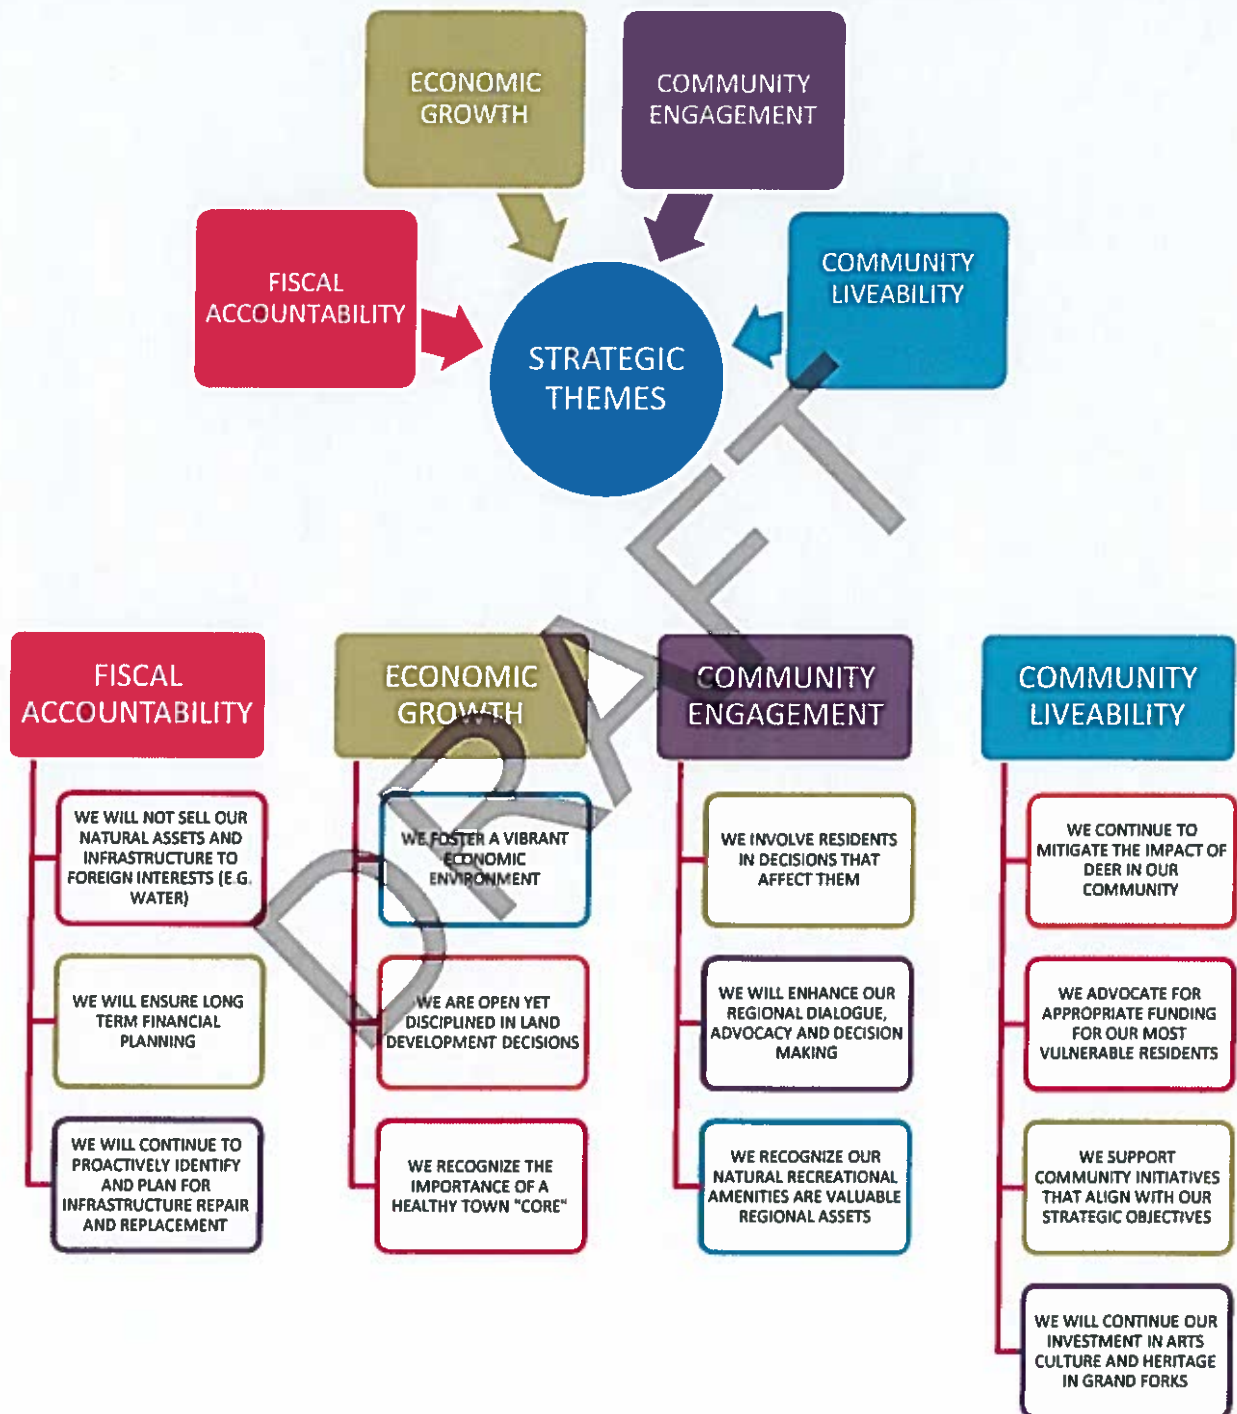 ECONOMIC
GROWTH
COMMUNITY
ENGAGEMENT
FISCAL
ACCOUNTABILITY
COMMUNITY
LIVEABILITY
STRATEGIC
THEMES
DRAFT
FISCAL
ACCOUNTABILITY
WE WILL NOT SELL OUR
NATURAL ASSETS AND
INFRASTRUCTURE TO
FOREIGN INTERESTS (E.G.
WATER)
WE WILL ENSURE LONG
TERM FINANCIAL
PLANNING
WE WILL CONTINUE TO
PROACTIVELY IDENTIFY
AND PLAN FOR
INFRASTRUCTURE REPAIR
AND REPLACEMENT
ECONOMIC
GROWTH
WE FOSTER A VIBRANT
ECONOMIC
ENVIRONMENT
WE ARE OPEN YET
DISCIPLINED IN LAND
DEVELOPMENT DECISIONS
WE RECOGNIZE THE
IMPORTANCE OF A
HEALTHY TOWN "CORE"
COMMUNITY
ENGAGEMENT
WE INVOLVE RESIDENTS
IN DECISIONS THAT
AFFECT THEM
WE WILL ENHANCE OUR
REGIONAL DIALOGUE,
ADVOCACY AND DECISION
MAKING
WE RECOGNIZE OUR
NATURAL RECREATIONAL
AMENITIES ARE VALUABLE
REGIONAL ASSETS
COMMUNITY
LIVEABILITY
WE CONTINUE TO
MITIGATE THE IMPACT OF
DEER IN OUR
COMMUNITY
WE ADVOCATE FOR
APPROPRIATE FUNDING
FOR OUR MOST
VULNERABLE RESIDENTS
WE SUPPORT
COMMUNITY INITIATIVES
THAT ALIGN WITH OUR
STRATEGIC OBJECTIVES
WE WILL CONTINUE OUR
INVESTMENT IN ARTS
CULTURE AND HERITAGE
IN GRAND FORKS